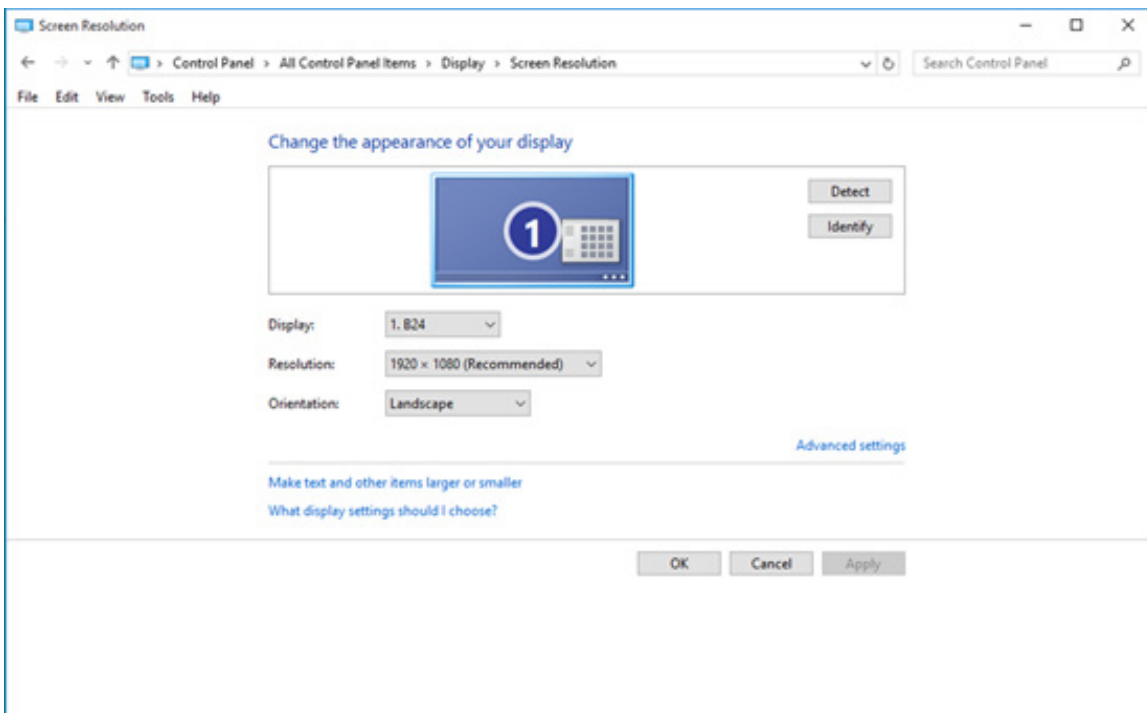 Screen Resolution
Control Panel > All Control Panel Items > Display > Screen Resolution
Search Control Panel
File Edit View Tools Help
Change the appearance of your display
1
Detect
Identify
Display: 1. B24
Resolution: 1920 × 1080 (Recommended)
Orientation: Landscape
Advanced settings
Make text and other items larger or smaller
What display settings should I choose?
OK Cancel Apply